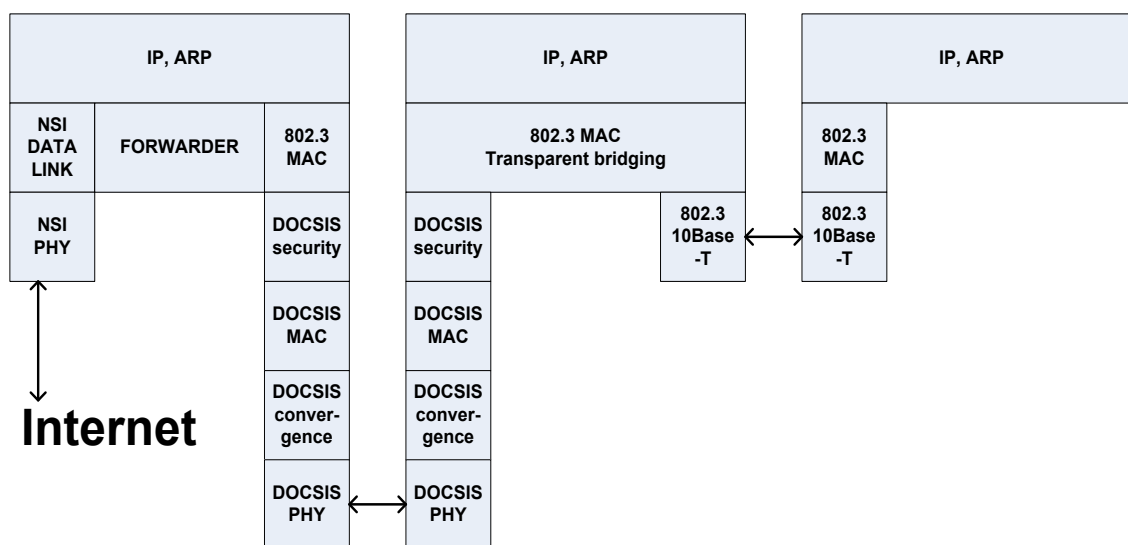 IP, ARP
IP, ARP
IP, ARP
NSI
DATA
LINK
FORWARDER
802.3
MAC
802.3 MAC
Transparent bridging
802.3
MAC
NSI
PHY
DOCSIS
security
DOCSIS
security
802.3
10Base
-T
802.3
10Base
-T
DOCSIS
MAC
DOCSIS
MAC
Internet
DOCSIS
conver-
gence
DOCSIS
conver-
gence
DOCSIS
PHY
DOCSIS
PHY